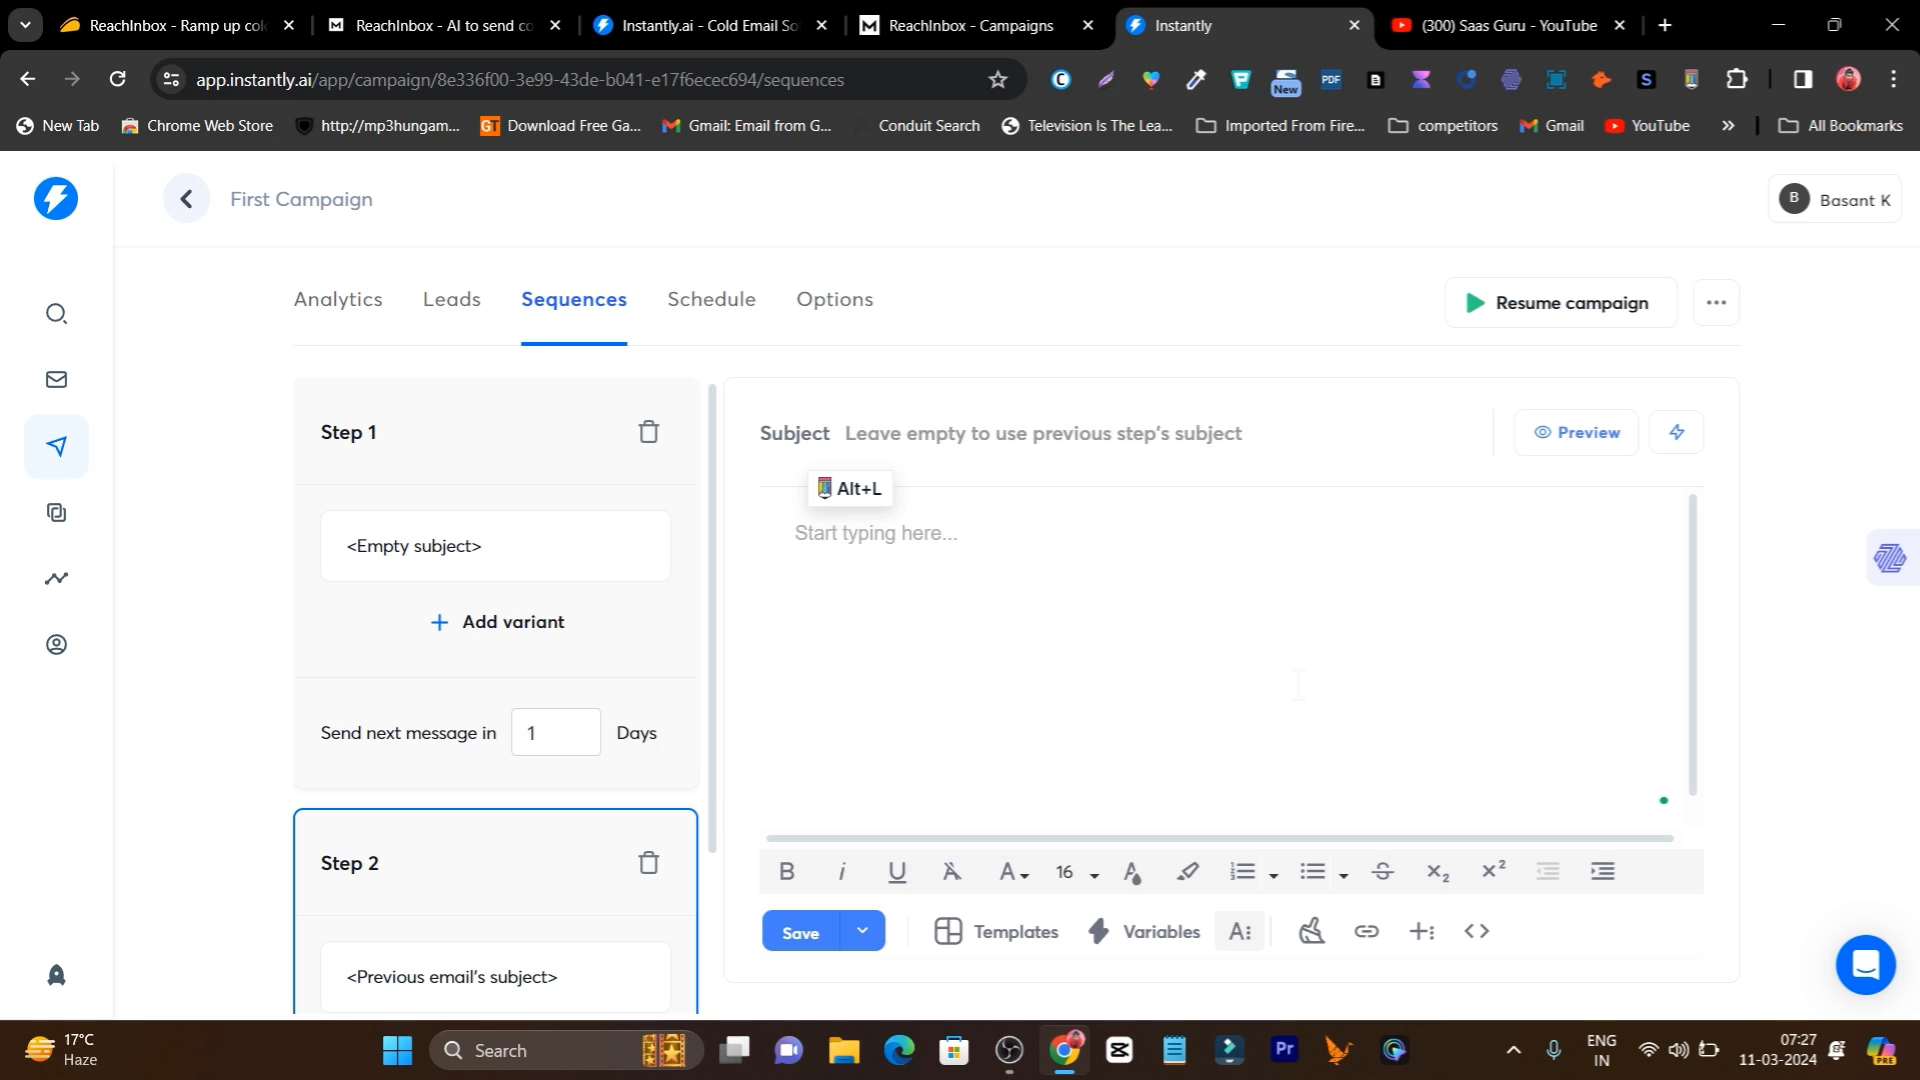 ReachInbox - Ramp up col
ReachInbox - AI to send co
Instantly.ai - Cold Email So
ReachInbox - Campaigns
Instantly
(300) Saas Guru - YouTube
app.instantly.ai/app/campaign/8e336f00-3e99-43de-b041-e17f6ecec694/sequences
New
PDF
New Tab
Chrome Web Store
http://mp3hungam...
GT Download Free Ga...
Gmail: Email from G...
Conduit Search
Television Is The Lea...
Imported From Fire...
competitors
Gmail
YouTube
All Bookmarks
First Campaign
B Basant K
Analytics
Leads
Sequences
Schedule
Options
Resume campaign
Step 1
<Empty subject>
Add variant
Send next message in 1 Days
Step 2
<Previous email's subject>
Subject Leave empty to use previous step's subject
Preview
Alt+L
Start typing here...
16
Save
Templates
Variables
17°C
Haze
Search
Pr
ENG
IN
07:27
11-03-2024
PRE